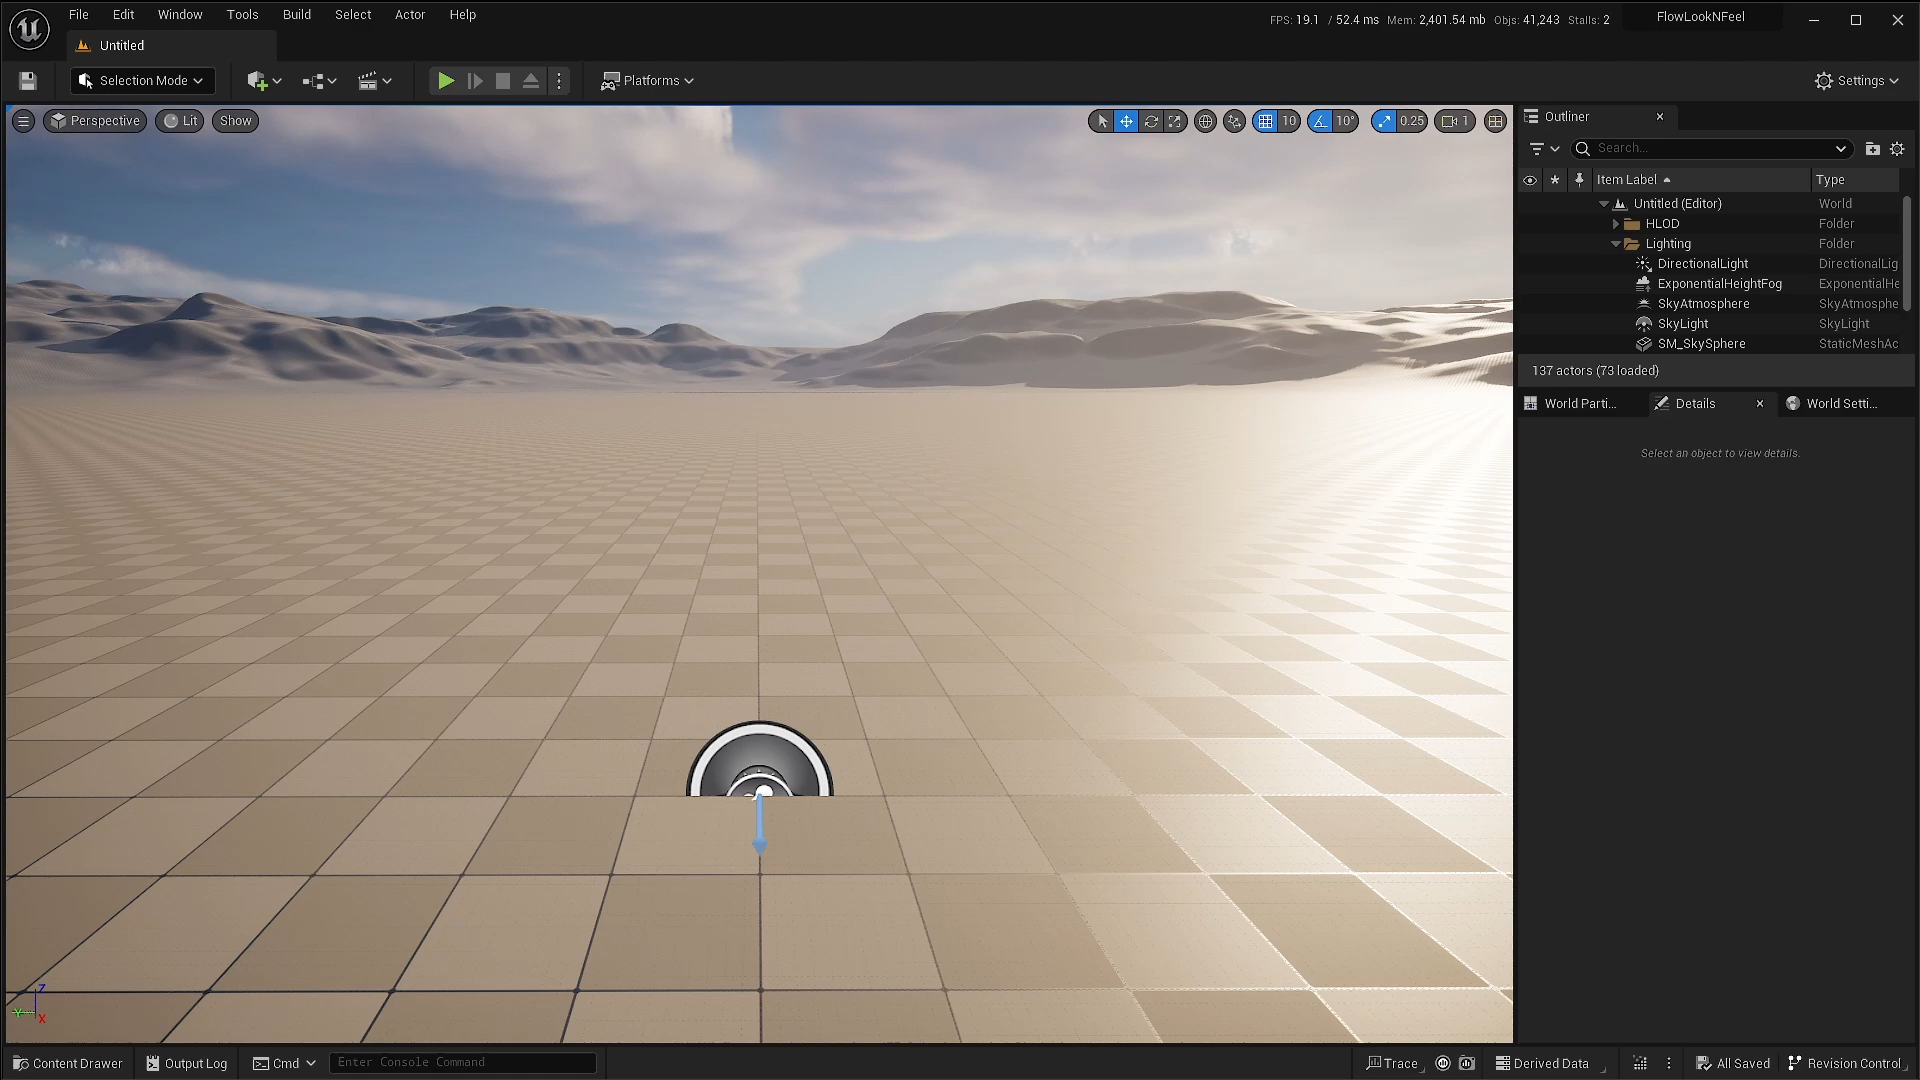 File Edit Window Tools Build Select Actor Help
FPS: 19.1 / 52.4 ms Mem: 2,401.54 mb Objs: 41,243 Stalls: 2
FlowLookNFeel
Untitled
Selection Mode
Platforms
Settings
Perspective Lit Show
10 10° 0.25 1
Outliner
Search...
Item Label Type
Untitled (Editor) World
HLOD Folder
Lighting Folder
DirectionalLight DirectionalLig
ExponentialHeightFog ExponentialHe
SkyAtmosphere SkyAtmosphe
SkyLight SkyLight
SM_SkySphere StaticMeshAc
137 actors (73 loaded)
World Parti... Details World Setti...
Select an object to view details.
Z
Y
X
Content Drawer Output Log Cmd Enter Console Command
Trace Derived Data All Saved Revision Control